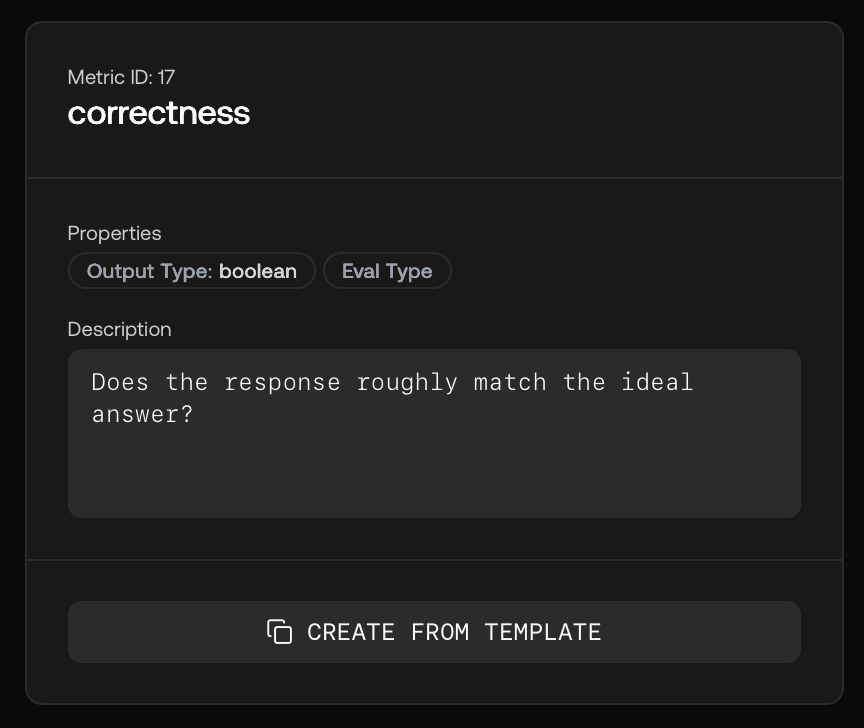 Metric ID: 17
correctness
Properties
Output Type: boolean Eval Type
Description
Does the response roughly match the ideal
answer?
CREATE FROM TEMPLATE